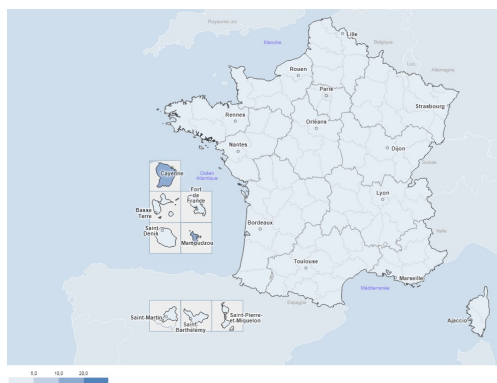 Royaume-Uni
Lille
Manche
Belgique
Lux.
Allemagne
Rouen
Paris
Strasbourg
Rennes
Orléans
Nantes
Dijon
Suisse
Cayenne
Océan
Atlantique
Fort
de
France
Basse
Terre
Lyon
Bordeaux
Italie
Saint-
Denis
Mamoudzou
Toulouse
Marseille
Méditerranée
Espagne
Saint-Martin
Saint-
Barthélemy
Saint-Pierre-
et-Miquelon
Ajaccio
5,0 10,0 20,0